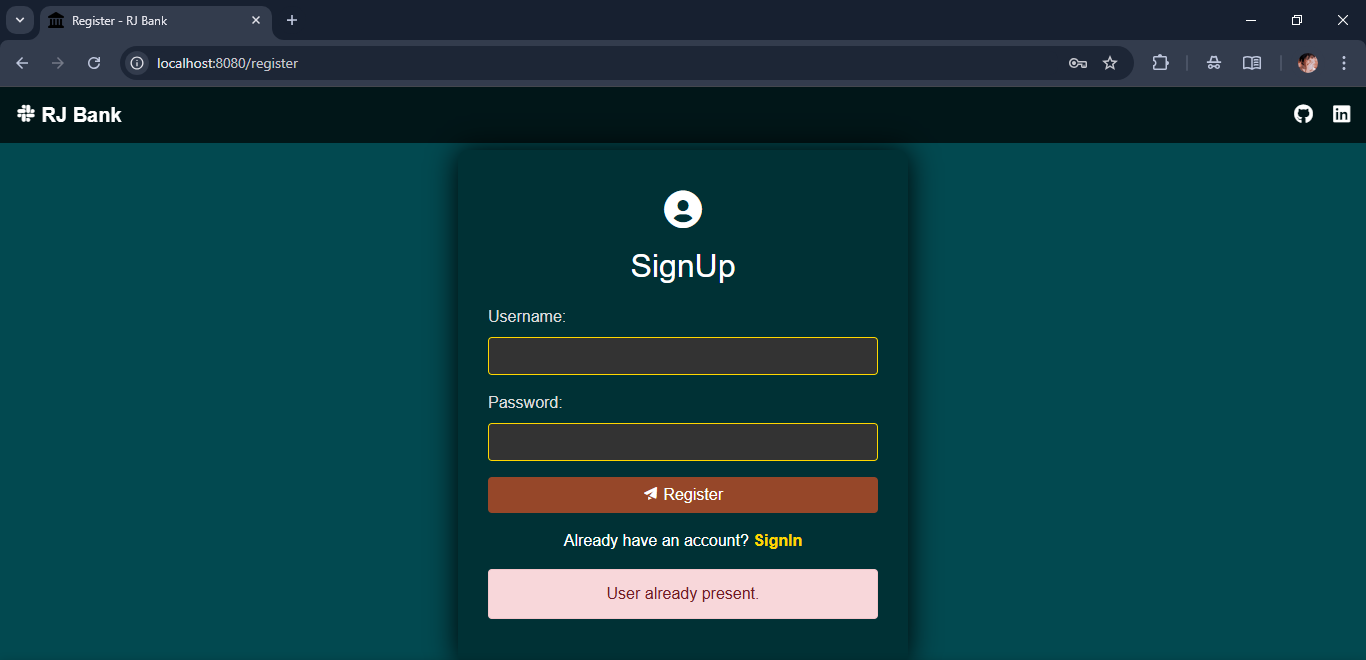 Register - RJ Bank
localhost:8080/register
RJ Bank
SignUp
Username:
Password:
Register
Already have an account? SignIn
User already present.